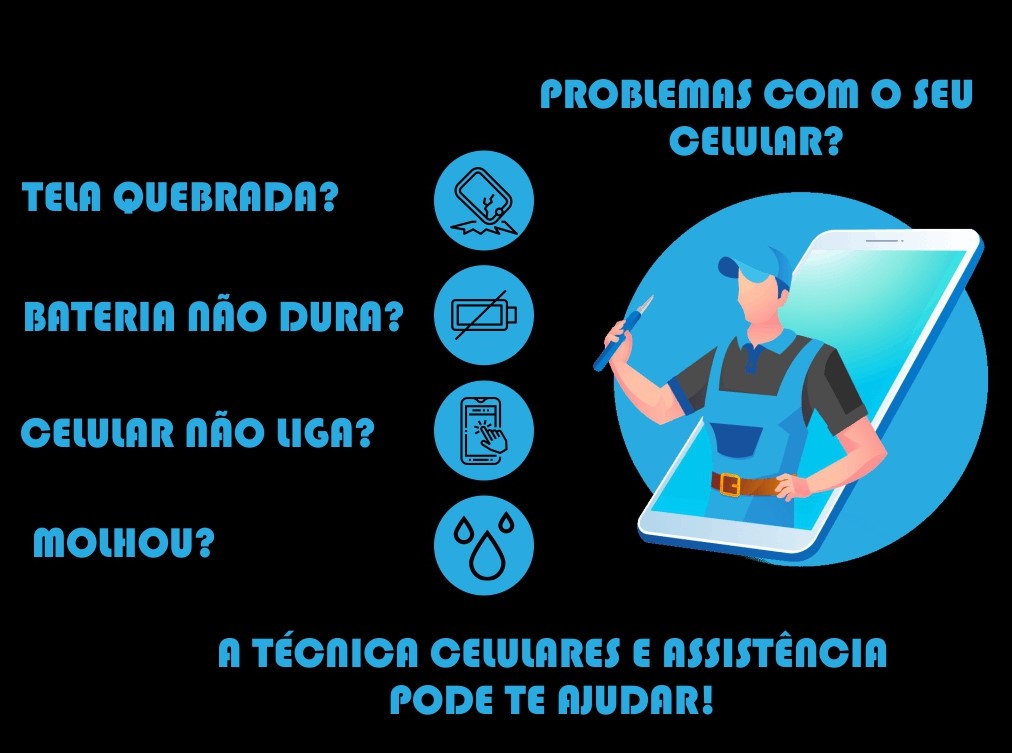 PROBLEMAS COM O SEU
CELULAR?
TELA QUEBRADA?
BATERIA NÃO DURA?
CELULAR NÃO LIGA?
MOLHOU?
A TÉCNICA CELULARES E ASSISTÊNCIA
PODE TE AJUDAR!